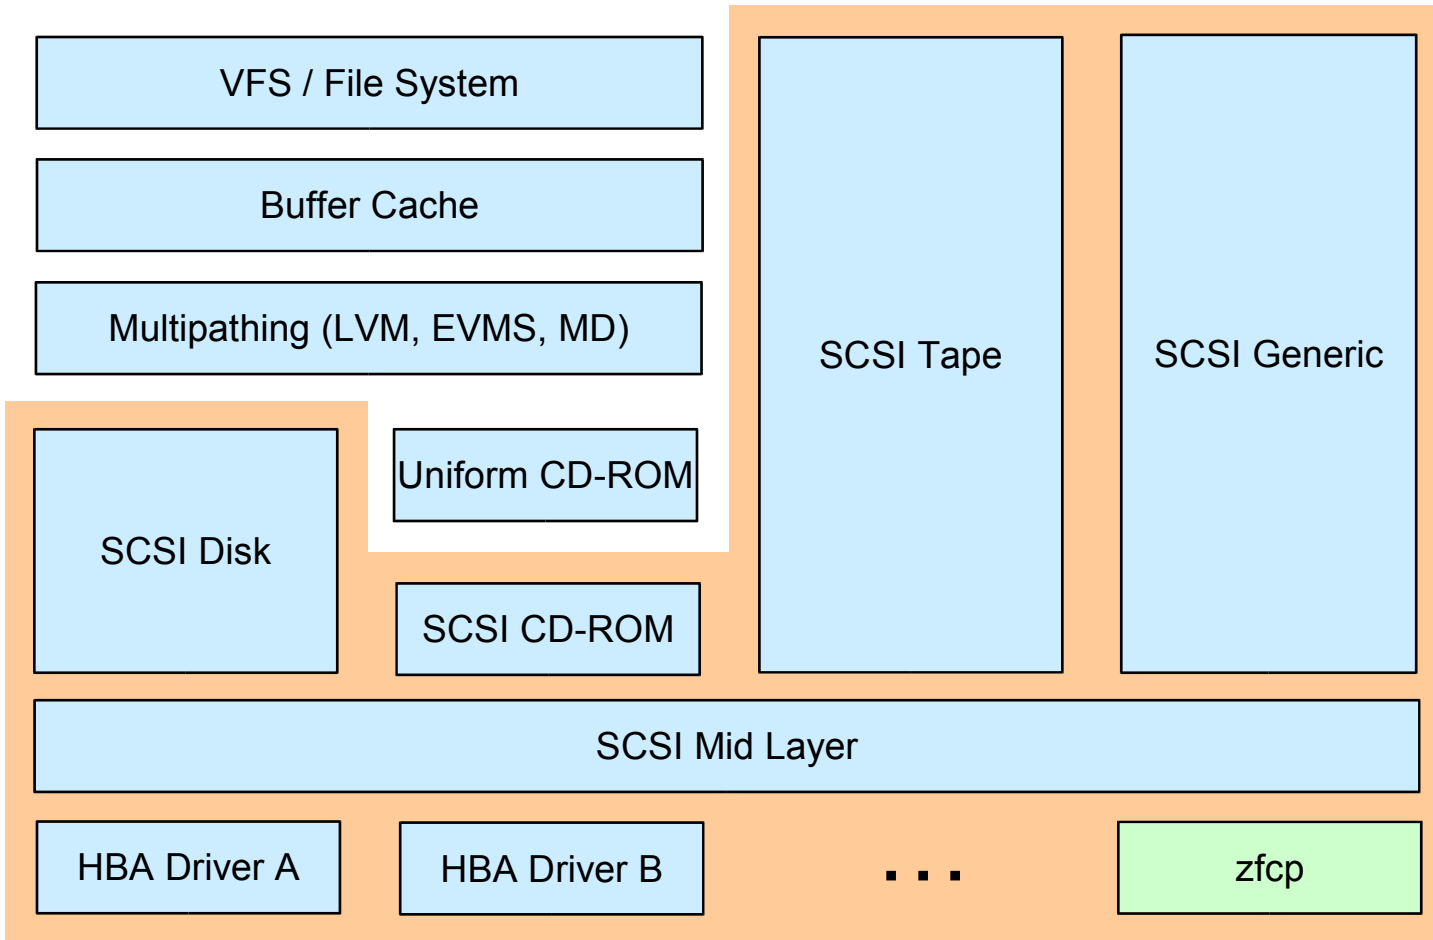 VFS / File System
Buffer Cache
Multipathing (LVM, EVMS, MD)
SCSI Tape
SCSI Generic
Uniform CD-ROM
SCSI Disk
SCSI CD-ROM
SCSI Mid Layer
HBA Driver A
HBA Driver B
...
zfcp